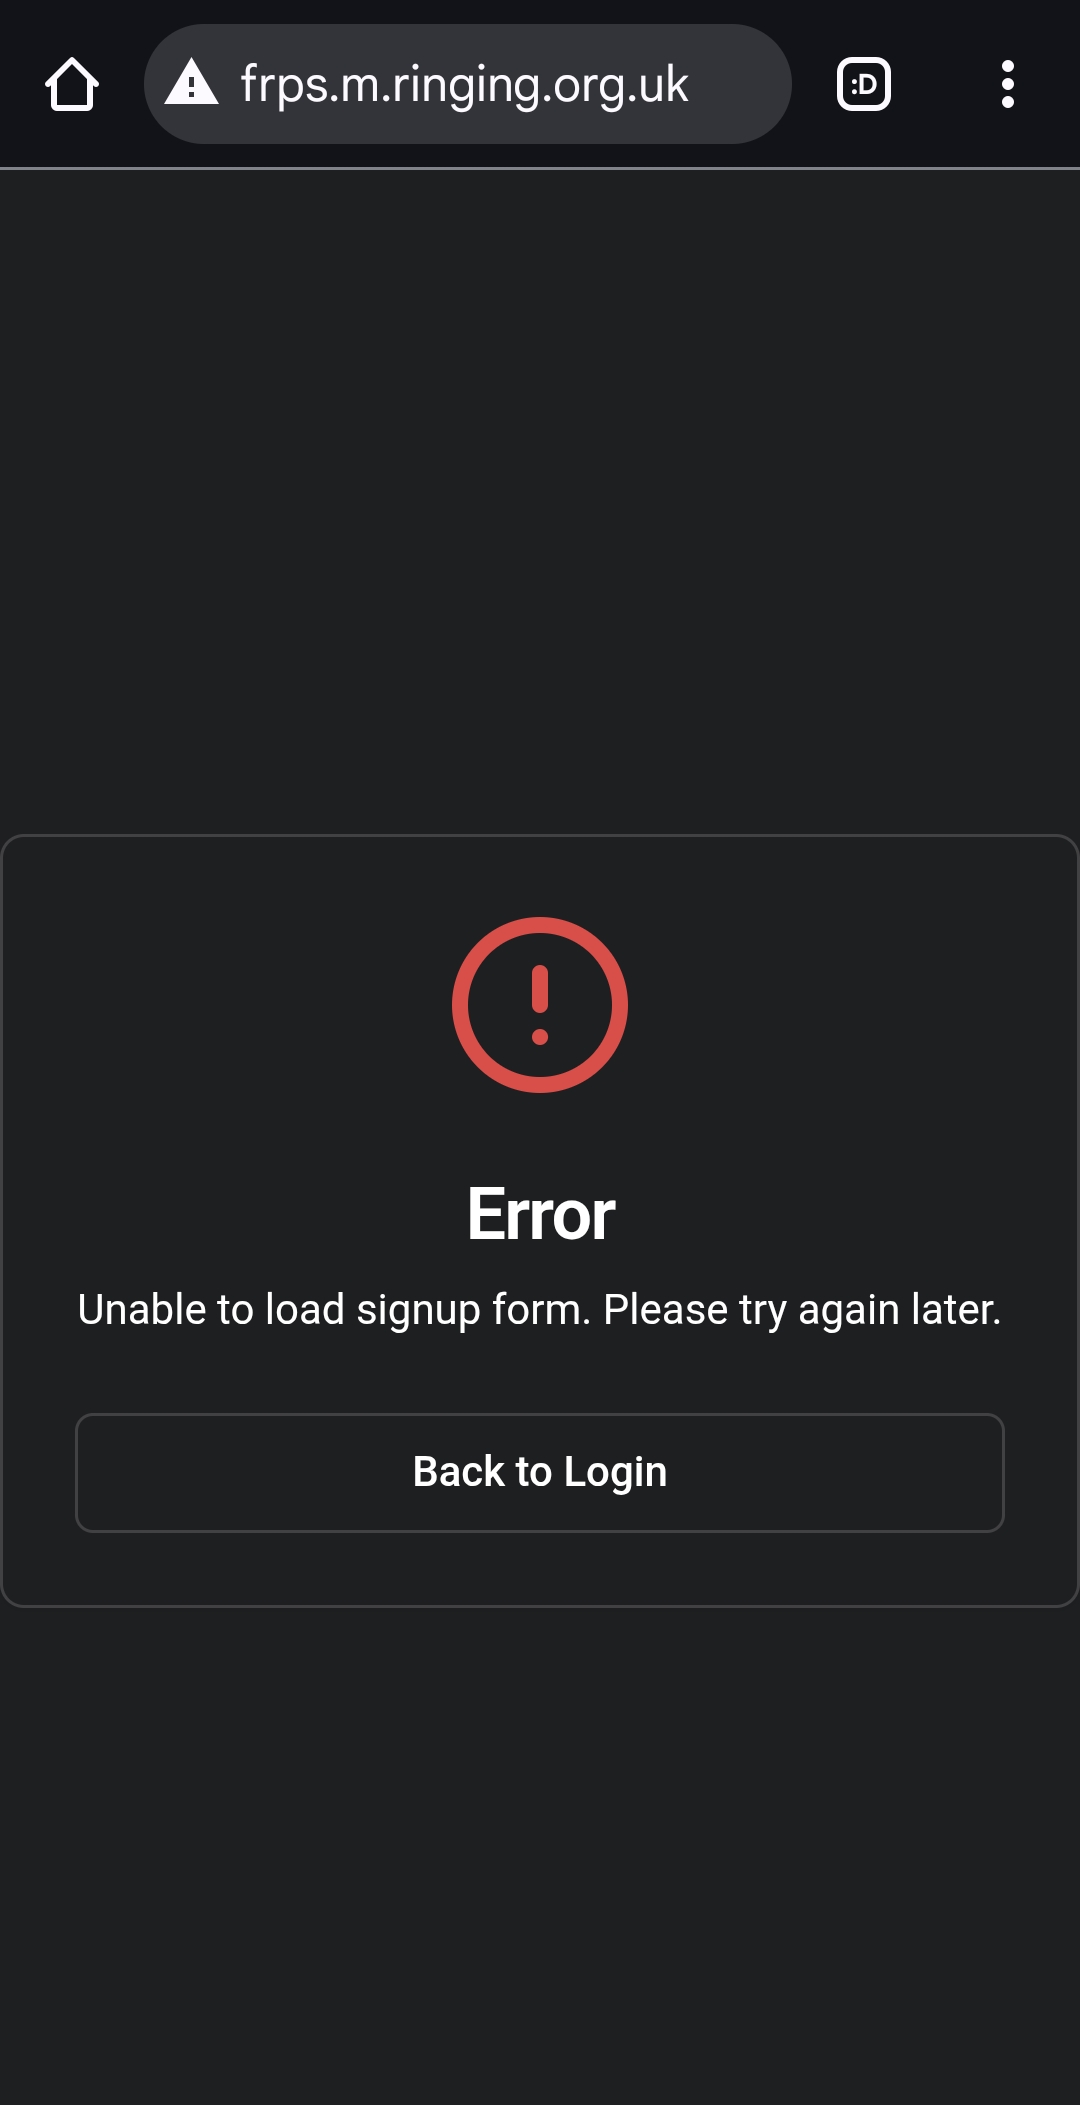 frps.m.ringing.org.uk
:D
Error
Unable to load signup form. Please try again later.
Back to Login